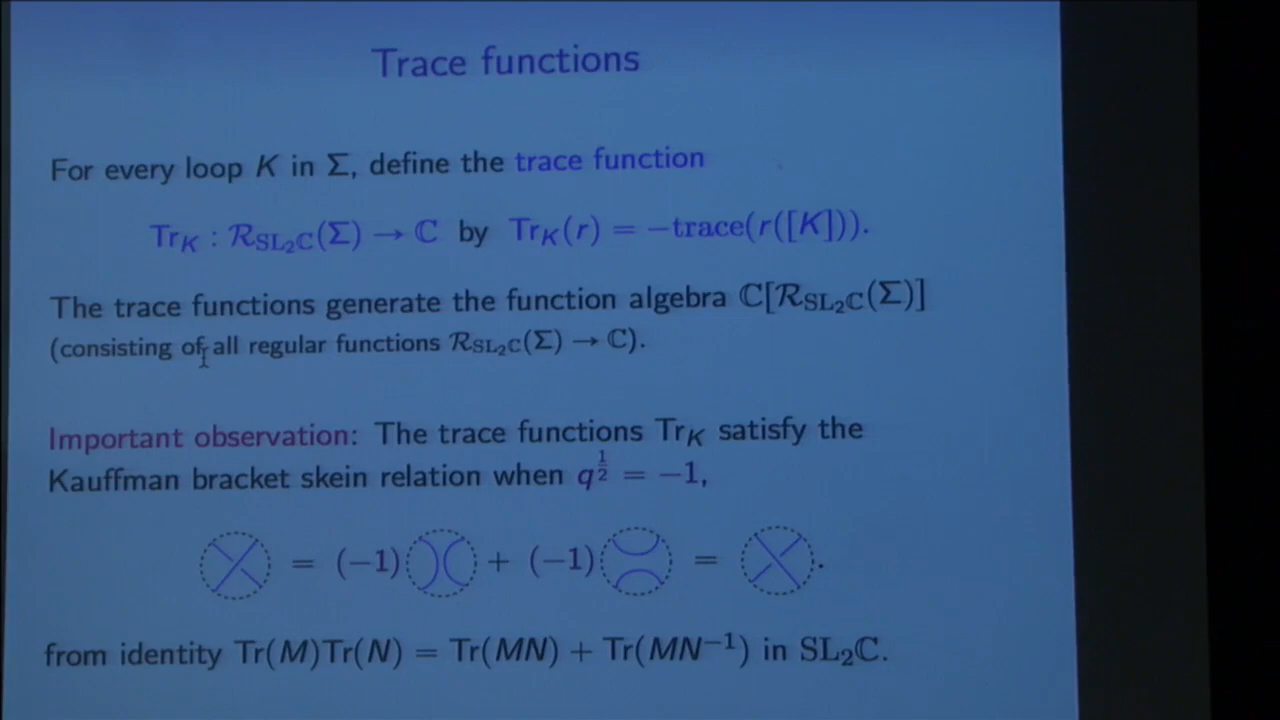 Trace functions
For every loop K in Σ, define the trace function
Tr_K : ℛ_{SL₂ℂ}(Σ) → ℂ by Tr_K(r) = −trace(r([K])).
The trace functions generate the function algebra ℂ[ℛ_{SL₂ℂ}(Σ)]
(consisting of all regular functions ℛ_{SL₂ℂ}(Σ) → ℂ).
Important observation: The trace functions Tr_K satisfy the
Kauffman bracket skein relation when q^{1/2} = −1,
= (−1) + (−1) = .
from identity Tr(M)Tr(N) = Tr(MN) + Tr(MN⁻¹) in SL₂ℂ.